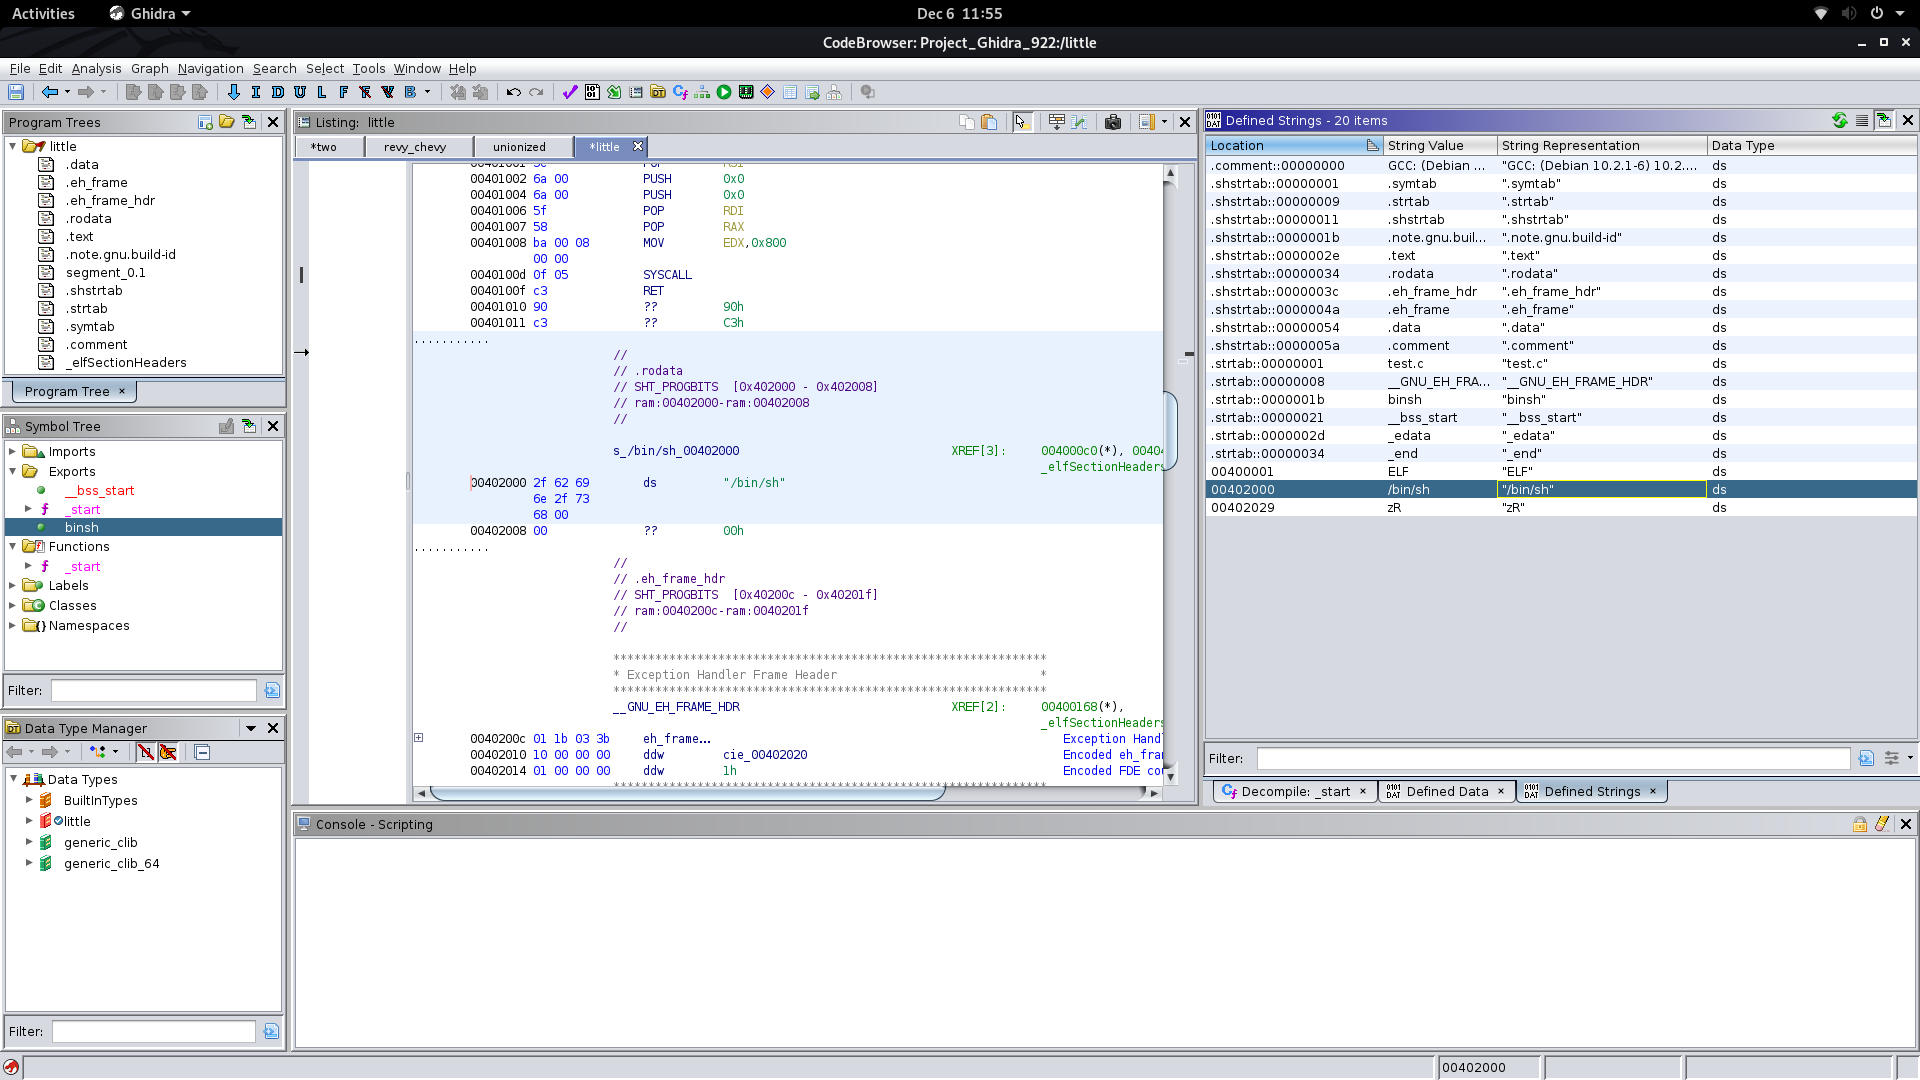 Activities Ghidra Dec 6 11:55
CodeBrowser: Project_Ghidra_922:/little
File Edit Analysis Graph Navigation Search Select Tools Window Help
I D U L F B
Program Trees
little
.data
.eh_frame
.eh_frame_hdr
.rodata
.text
.note.gnu.build-id
segment_0.1
.shstrtab
.strtab
.symtab
.comment
_elfSectionHeaders
Program Tree ×
Symbol Tree
Imports
Exports
__bss_start
f _start
binsh
Functions
f _start
Labels
Classes
Namespaces
Filter:
Data Type Manager
Data Types
BuiltInTypes
little
generic_clib
generic_clib_64
Filter:
Listing: little
*two revy_chevy unionized *little
00401002 6a 00 PUSH 0x0
00401004 6a 00 PUSH 0x0
00401006 5f POP RDI
00401007 58 POP RAX
00401008 ba 00 08 MOV EDX,0x800
00 00
0040100d 0f 05 SYSCALL
0040100f c3 RET
00401010 90 ?? 90h
00401011 c3 ?? C3h
//
// .rodata
// SHT_PROGBITS [0x402000 - 0x402008]
// ram:00402000-ram:00402008
//
s_/bin/sh_00402000 XREF[3]: 004000c0(*), 00404
_elfSectionHeaders
00402000 2f 62 69 ds "/bin/sh"
6e 2f 73
68 00
00402008 00 ?? 00h
//
// .eh_frame_hdr
// SHT_PROGBITS [0x40200c - 0x40201f]
// ram:0040200c-ram:0040201f
//
**************************************************************
* Exception Handler Frame Header *
**************************************************************
__GNU_EH_FRAME_HDR XREF[2]: 00400168(*),
_elfSectionHeaders
0040200c 01 1b 03 3b eh_frame... Exception Hand
00402010 10 00 00 00 ddw cie_00402020 Encoded eh_fra
00402014 01 00 00 00 ddw 1h Encoded FDE co
Defined Strings - 20 items
Location String Value String Representation Data Type
.comment::00000000 GCC: (Debian ... "GCC: (Debian 10.2.1-6) 10.2.... ds
.shstrtab::00000001 .symtab ".symtab" ds
.shstrtab::00000009 .strtab ".strtab" ds
.shstrtab::00000011 .shstrtab ".shstrtab" ds
.shstrtab::0000001b .note.gnu.buil... ".note.gnu.build-id" ds
.shstrtab::0000002e .text ".text" ds
.shstrtab::00000034 .rodata ".rodata" ds
.shstrtab::0000003c .eh_frame_hdr ".eh_frame_hdr" ds
.shstrtab::0000004a .eh_frame ".eh_frame" ds
.shstrtab::00000054 .data ".data" ds
.shstrtab::0000005a .comment ".comment" ds
.strtab::00000001 test.c "test.c" ds
.strtab::00000008 __GNU_EH_FRA... "__GNU_EH_FRAME_HDR" ds
.strtab::0000001b binsh "binsh" ds
.strtab::00000021 __bss_start "__bss_start" ds
.strtab::0000002d _edata "_edata" ds
.strtab::00000034 _end "_end" ds
00400001 ELF "ELF" ds
00402000 /bin/sh "/bin/sh" ds
00402029 zR "zR" ds
Filter:
Decompile: _start × Defined Data × Defined Strings ×
Console - Scripting
00402000